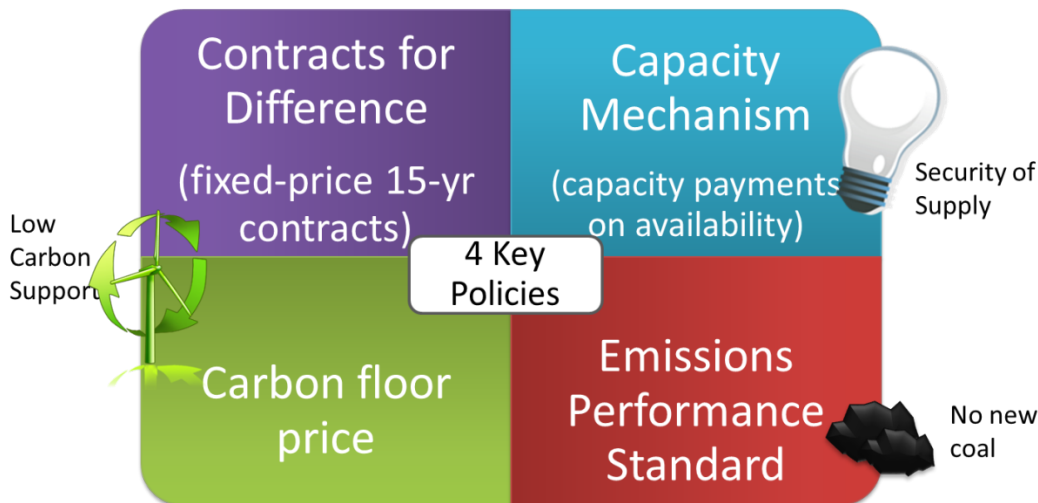 Contracts for
Difference
(fixed-price 15-yr
contracts)
Capacity
Mechanism
(capacity payments
on availability)
Security of
Supply
Low
Carbon
Support
4 Key
Policies
Carbon floor
price
Emissions
Performance
Standard
No new
coal